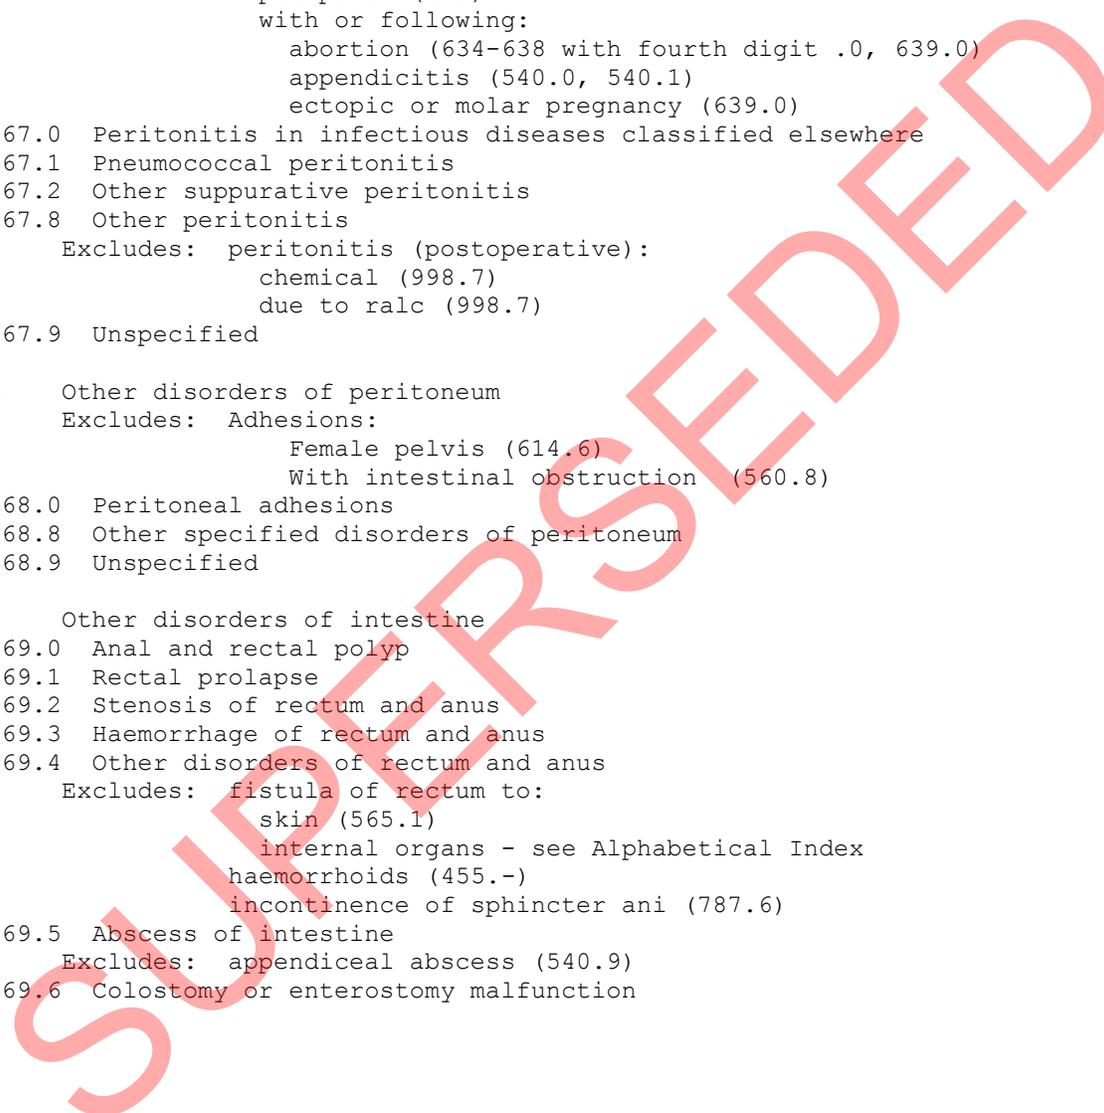 with or following:
abortion (634-638 with fourth digit .0, 639.0)
appendicitis (540.0, 540.1)
ectopic or molar pregnancy (639.0)
67.0 Peritonitis in infectious diseases classified elsewhere
67.1 Pneumococcal peritonitis
67.2 Other suppurative peritonitis
67.8 Other peritonitis
Excludes: peritonitis (postoperative):
chemical (998.7)
due to ralc (998.7)
67.9 Unspecified
Other disorders of peritoneum
Excludes: Adhesions:
Female pelvis (614.6)
With intestinal obstruction (560.8)
68.0 Peritoneal adhesions
68.8 Other specified disorders of peritoneum
68.9 Unspecified
Other disorders of intestine
69.0 Anal and rectal polyp
69.1 Rectal prolapse
69.2 Stenosis of rectum and anus
69.3 Haemorrhage of rectum and anus
69.4 Other disorders of rectum and anus
Excludes: fistula of rectum to:
skin (565.1)
internal organs - see Alphabetical Index
haemorrhoids (455.-)
incontinence of sphincter ani (787.6)
69.5 Abscess of intestine
Excludes: appendiceal abscess (540.9)
69.6 Colostomy or enterostomy malfunction
SUPERSEDED